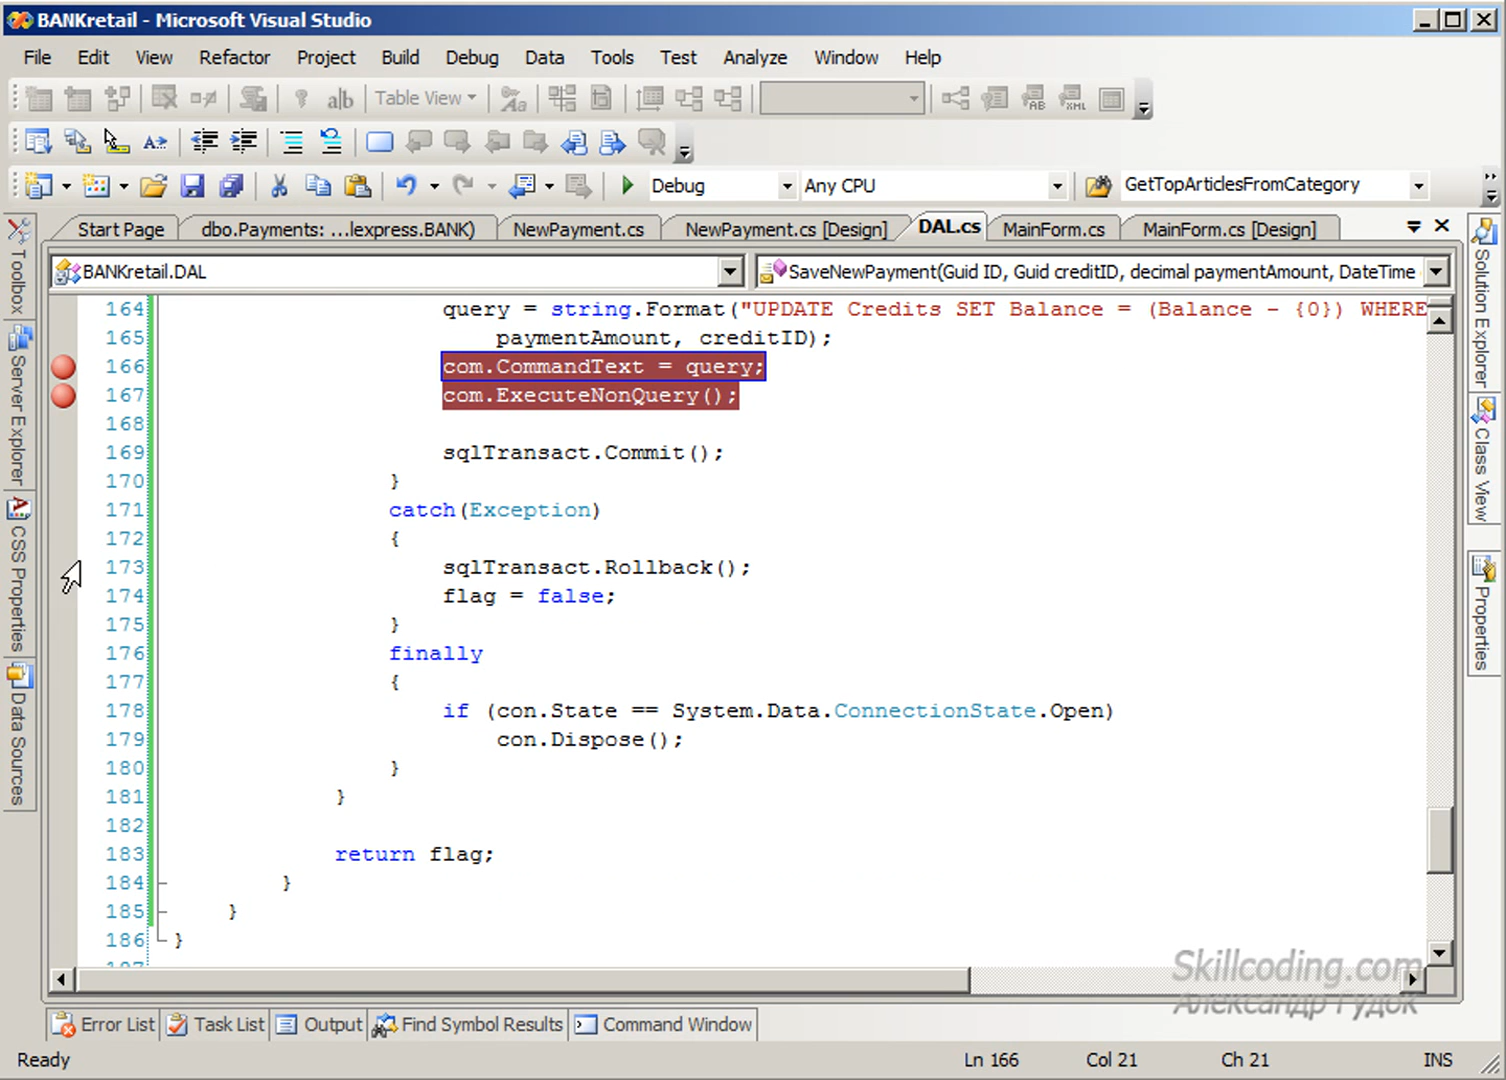 BANKretail - Microsoft Visual Studio
File Edit View Refactor Project Build Debug Data Tools Test Analyze Window Help
Table View
Debug Any CPU GetTopArticlesFromCategory
Start Page dbo.Payments: ...lexpress.BANK) NewPayment.cs NewPayment.cs [Design] DAL.cs MainForm.cs MainForm.cs [Design]
BANKretail.DAL SaveNewPayment(Guid ID, Guid creditID, decimal paymentAmount, DateTime
Toolbox
Server Explorer
CSS Properties
Data Sources
164 query = string.Format("UPDATE Credits SET Balance = (Balance - {0}) WHERE
165 paymentAmount, creditID);
166 com.CommandText = query;
167 com.ExecuteNonQuery();
168
169 sqlTransact.Commit();
170 }
171 catch(Exception)
172 {
173 sqlTransact.Rollback();
174 flag = false;
175 }
176 finally
177 {
178 if (con.State == System.Data.ConnectionState.Open)
179 con.Dispose();
180 }
181 }
182
183 return flag;
184 }
185 }
186 }
Solution Explorer
Class View
Properties
Skillcoding.com
Александр Гудок
Error List Task List Output Find Symbol Results Command Window
Ready Ln 166 Col 21 Ch 21 INS